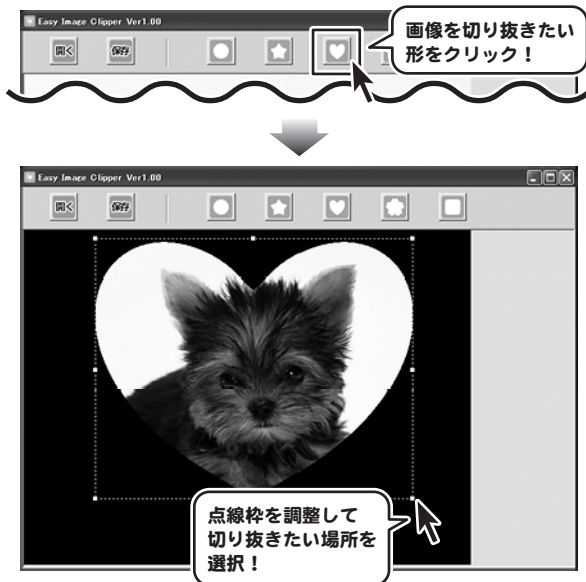 Easy Image Clipper Ver1.00
開く
保存
画像を切り抜きたい
形をクリック！
Easy Image Clipper Ver1.00
開く
保存
点線枠を調整して
切り抜きたい場所を
選択！